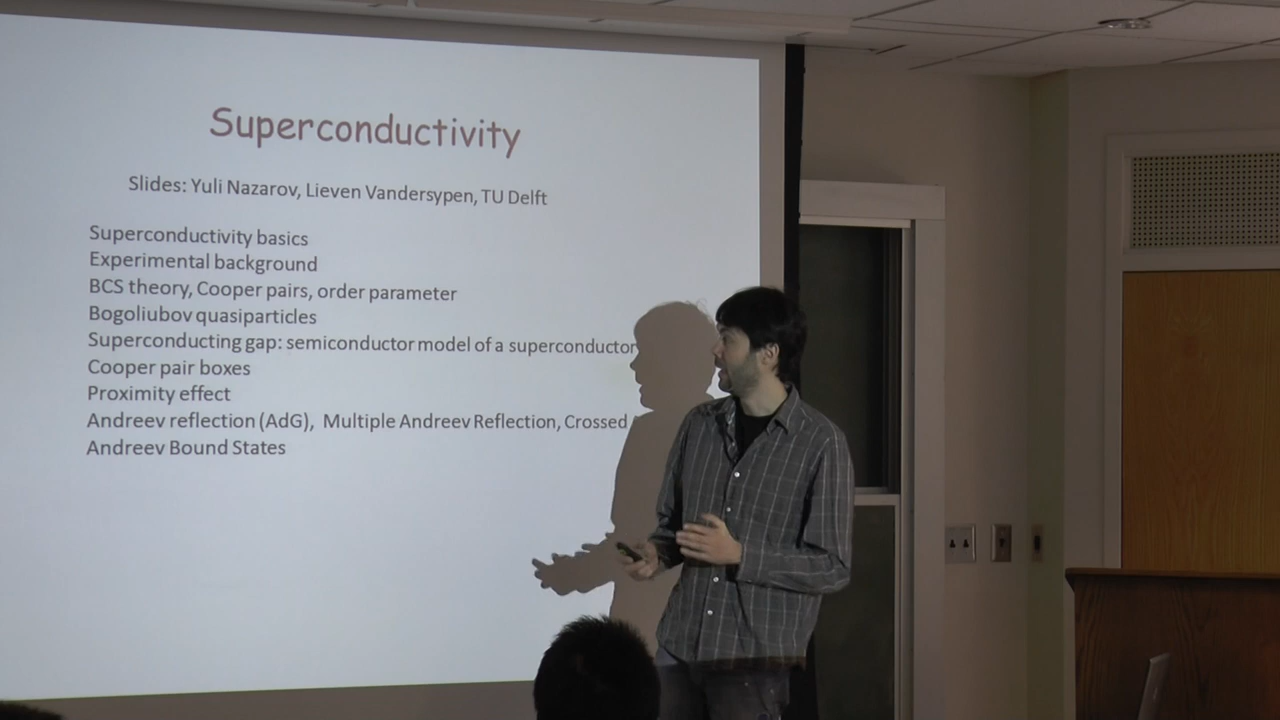 Superconductivity
Slides: Yuli Nazarov, Lieven Vandersypen, TU Delft
Superconductivity basics
Experimental background
BCS theory, Cooper pairs, order parameter
Bogoliubov quasiparticles
Superconducting gap: semiconductor model of a superconductor
Cooper pair boxes
Proximity effect
Andreev reflection (AdG),  Multiple Andreev Reflection, Crossed
Andreev Bound States